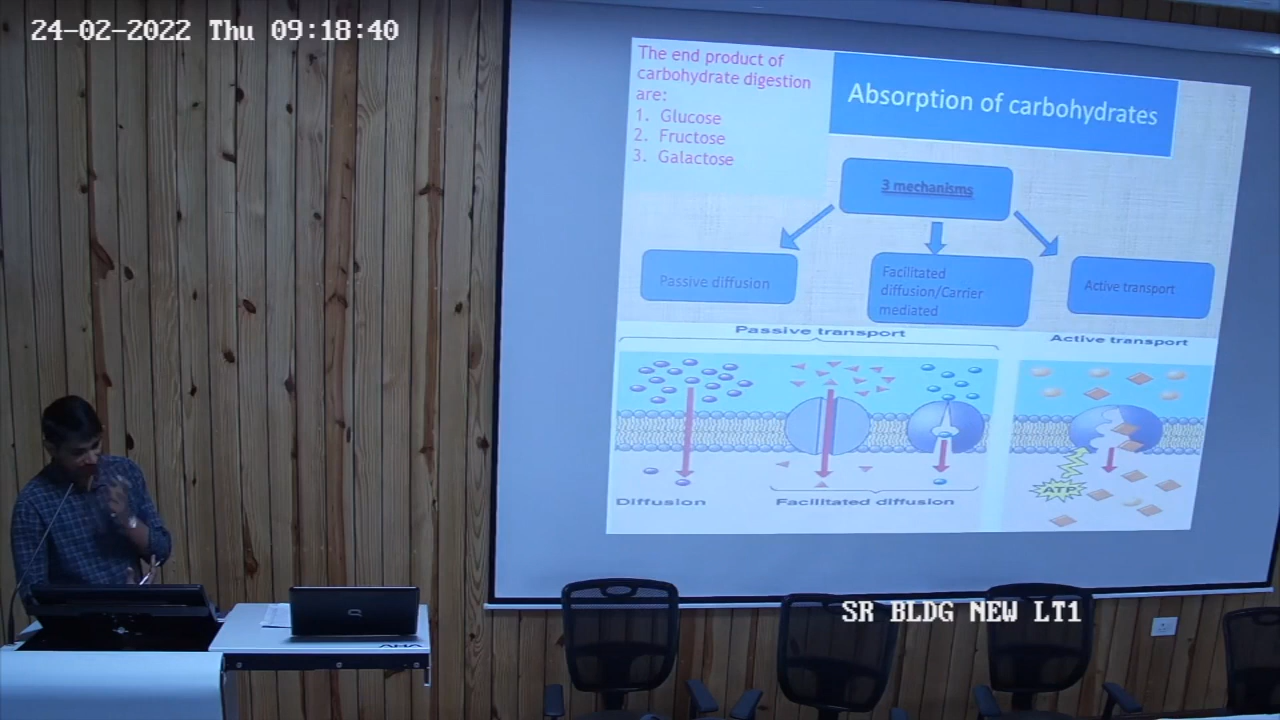 24-02-2022 Thu 09:18:40
The end product of
carbohydrate digestion
are:
1. Glucose
2. Fructose
3. Galactose
Absorption of carbohydrates
3 mechanisms
Passive diffusion
Facilitated
diffusion/Carrier
mediated
Active transport
Passive transport
Active transport
ATP
Diffusion
Facilitated diffusion
AHA
SR BLDG NEW LT1